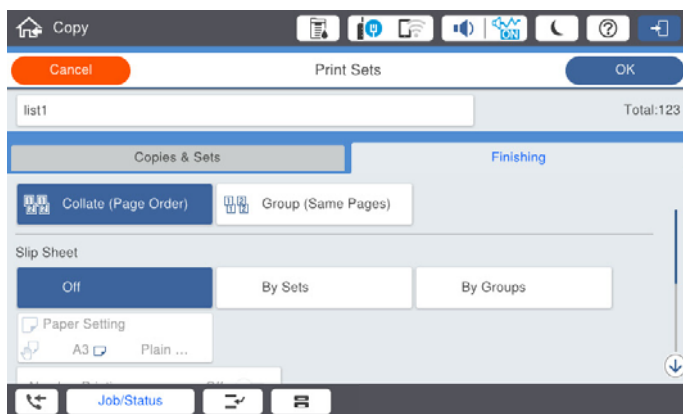 Copy
ON
Cancel
Print Sets
OK
list1
Total:123
Copies & Sets
Finishing
Collate (Page Order)
Group (Same Pages)
Slip Sheet
Off
By Sets
By Groups
Paper Setting
A3
Plain ...
Job/Status